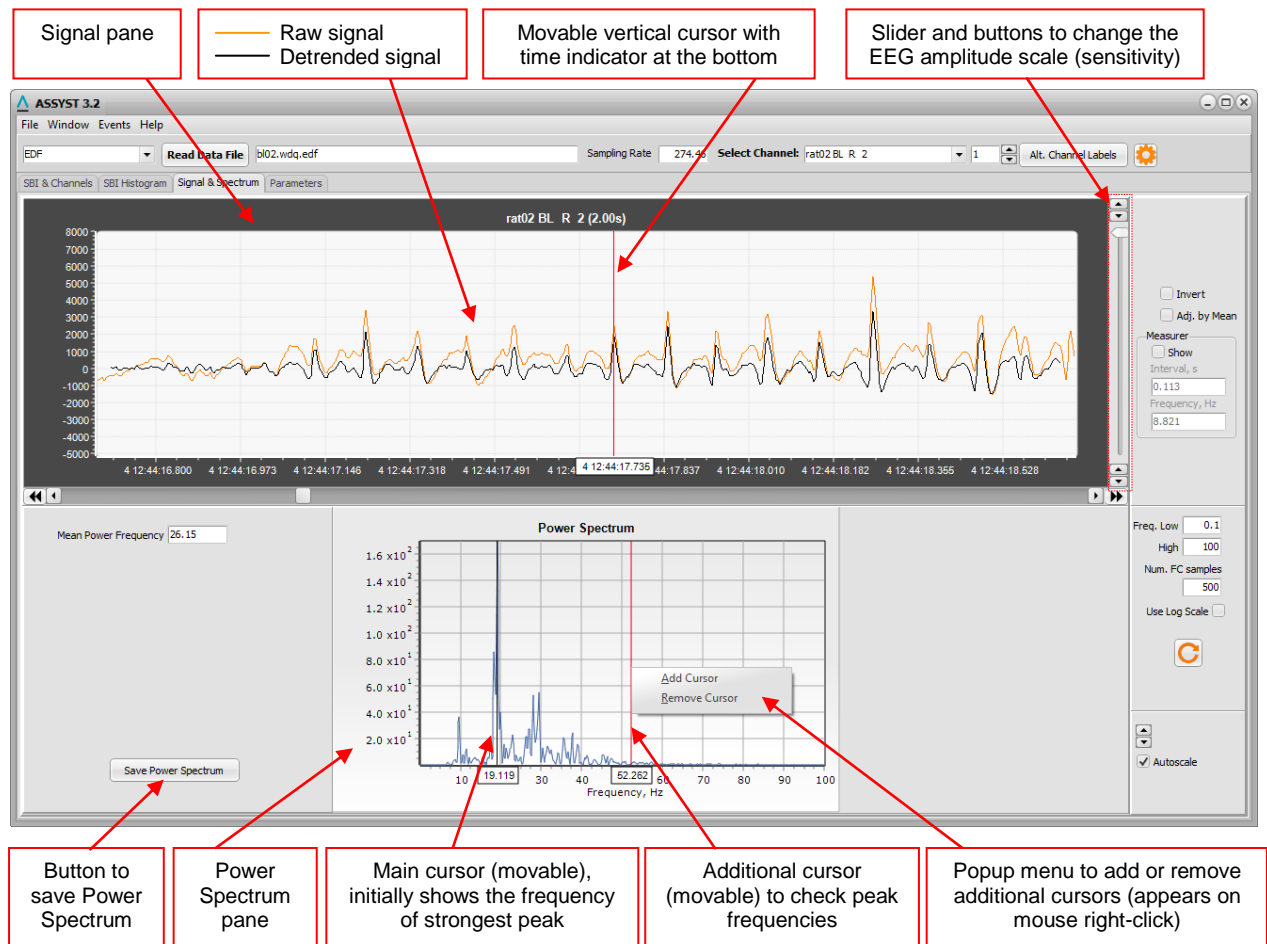 Signal pane
Raw signal
Detrended signal
Movable vertical cursor with
time indicator at the bottom
Slider and buttons to change the
EEG amplitude scale (sensitivity)
ASSYST 3.2
File Window Events Help
EDF Read Data File bl02.wdq.edf Sampling Rate 274.46 Select Channel: rat02 BL R 2 1 Alt. Channel Labels
SBI & Channels SBI Histogram Signal & Spectrum Parameters
rat02 BL R 2 (2.00s)
8000
7000
6000
5000
4000
3000
2000
1000
0
-1000
-2000
-3000
-4000
-5000
4 12:44:16.800 4 12:44:16.973 4 12:44:17.146 4 12:44:17.318 4 12:44:17.491 4 12:44:17.735 44:17.837 4 12:44:18.010 4 12:44:18.182 4 12:44:18.355 4 12:44:18.528
Invert
Adj. by Mean
Measurer
Show
Interval, s
0.113
Frequency, Hz
8.821
Mean Power Frequency 26.15
Power Spectrum
1.6 x10²
1.4 x10²
1.2 x10²
1.0 x10²
8.0 x10¹
6.0 x10¹
4.0 x10¹
2.0 x10¹
Add Cursor
Remove Cursor
10 19.119 30 40 52.262 60 70 80 90 100
Frequency, Hz
Save Power Spectrum
Freq. Low 0.1
High 100
Num. FC samples
500
Use Log Scale
Autoscale
Button to
save Power
Spectrum
Power
Spectrum
pane
Main cursor (movable),
initially shows the frequency
of strongest peak
Additional cursor
(movable) to check peak
frequencies
Popup menu to add or remove
additional cursors (appears on
mouse right-click)